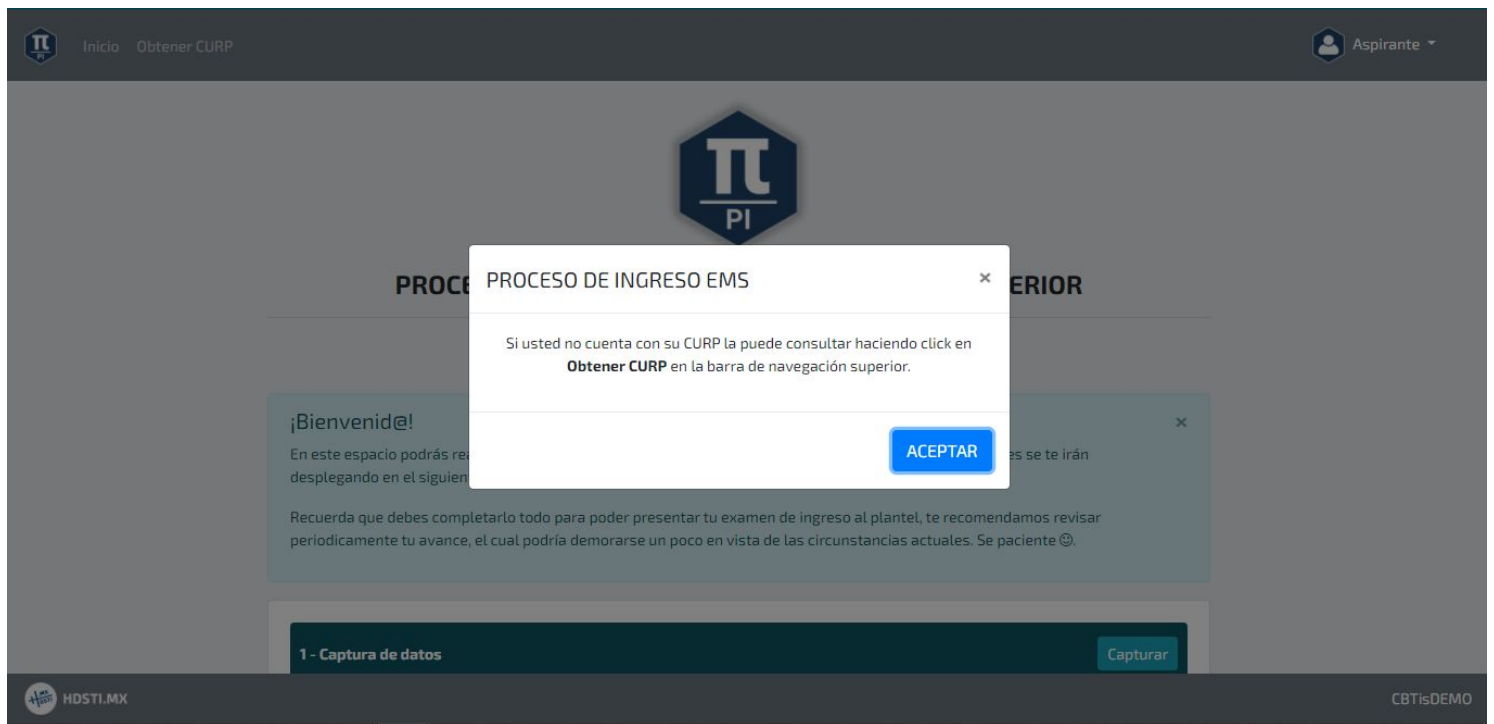 π
PI
Inicio Obtener CURP
Aspirante
π
PI
PROCE
ERIOR
PROCESO DE INGRESO EMS ×
Si usted no cuenta con su CURP la puede consultar haciendo click en
Obtener CURP en la barra de navegación superior.
ACEPTAR
¡Bienvenid@! ×
En este espacio podrás es se te irán
desplegando en el siguien
Recuerda que debes completarlo todo para poder presentar tu examen de ingreso al plantel, te recomendamos revisar
periodicamente tu avance, el cual podría demorarse un poco en vista de las circunstancias actuales. Se paciente ☺.
1 - Captura de datos Capturar
HDSTI.MX CBTisDEMO